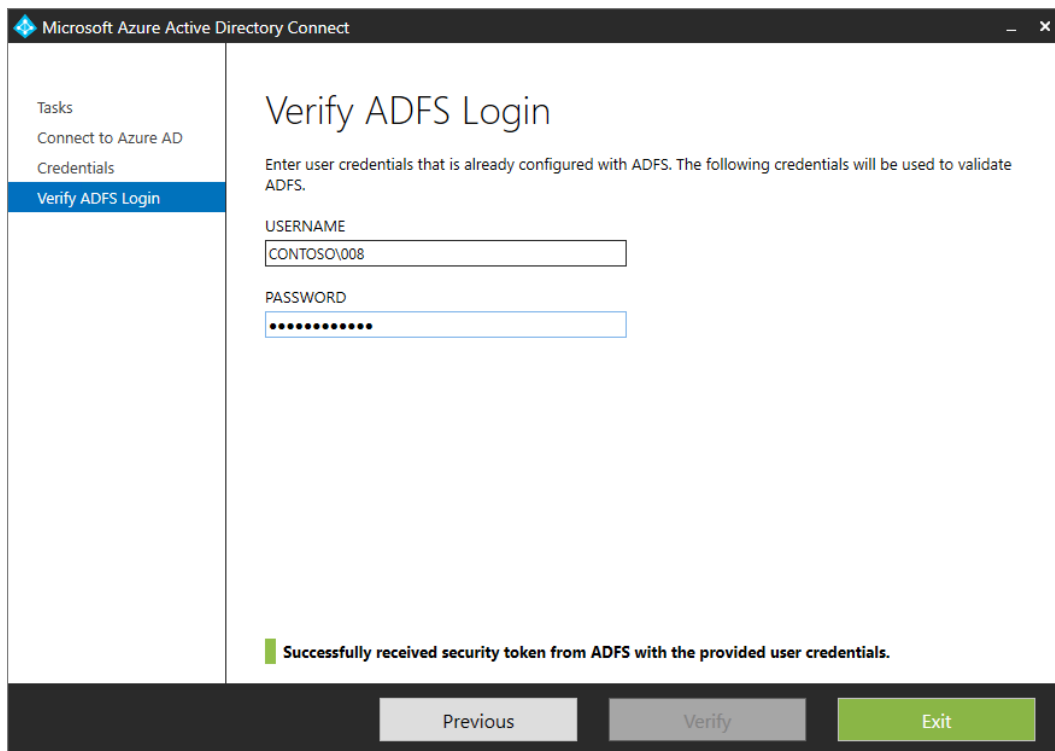 Microsoft Azure Active Directory Connect
Tasks
Connect to Azure AD
Credentials
Verify ADFS Login
Verify ADFS Login
Enter user credentials that is already configured with ADFS. The following credentials will be used to validate
ADFS.
USERNAME
CONTOSO\008
PASSWORD
●●●●●●●●●●●●
Successfully received security token from ADFS with the provided user credentials.
Previous
Verify
Exit